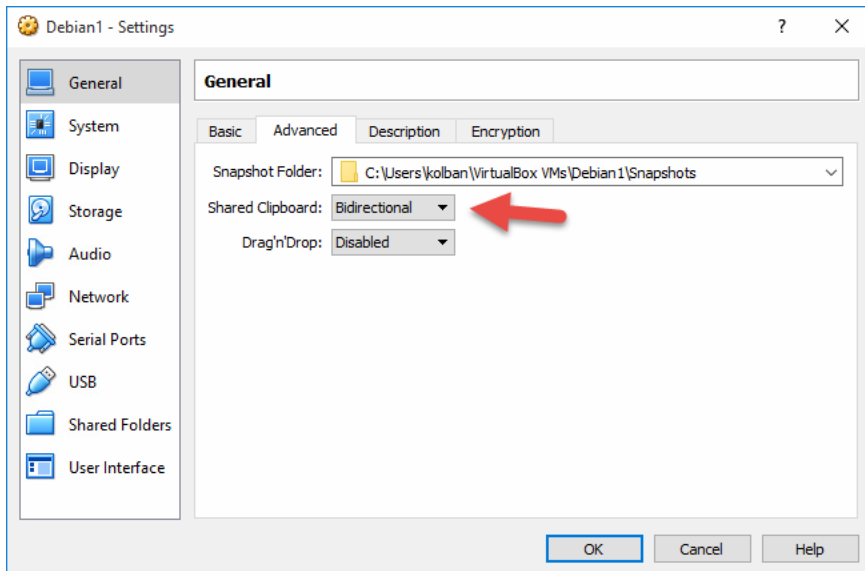 Debian1 - Settings
General
System
Display
Storage
Audio
Network
Serial Ports
USB
Shared Folders
User Interface
General
Basic Advanced Description Encryption
Snapshot Folder: C:\Users\kolban\VirtualBox VMs\Debian1\Snapshots
Shared Clipboard: Bidirectional
Drag'n'Drop: Disabled
OK Cancel Help